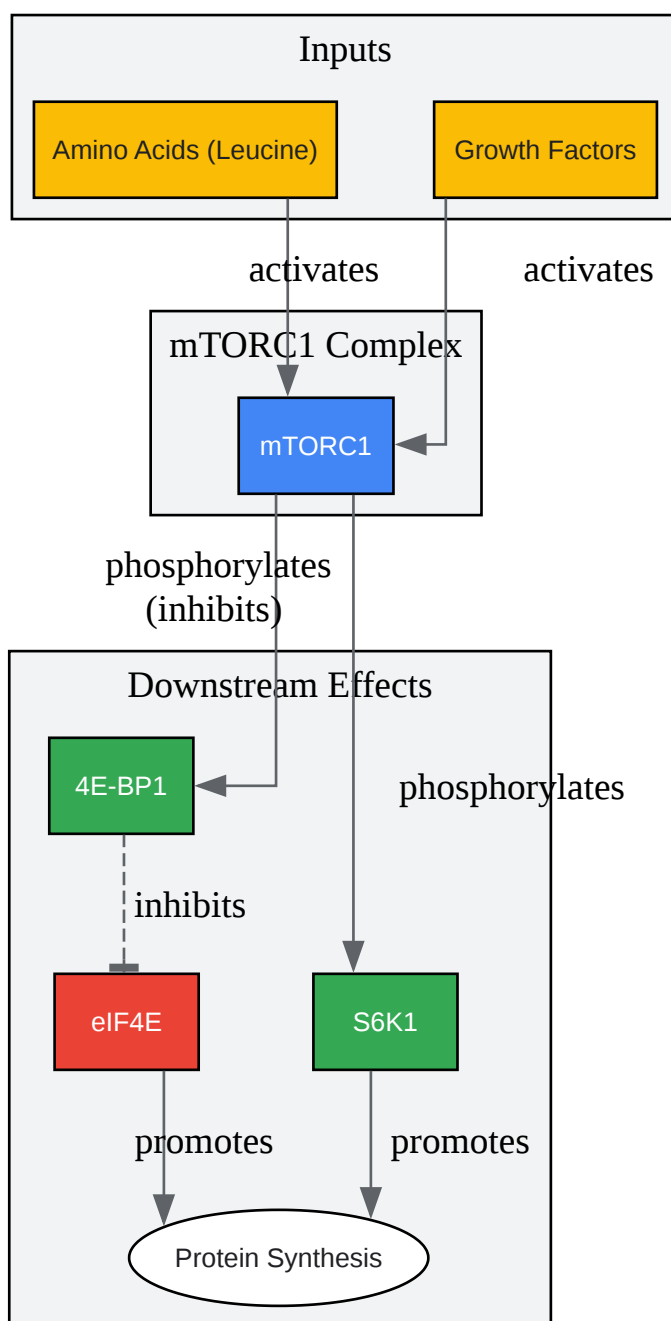 Inputs
Amino Acids (Leucine)
Growth Factors
activates
activates
mTORC1 Complex
mTORC1
phosphorylates
(inhibits)
Downstream Effects
4E-BP1
phosphorylates
inhibits
eIF4E
S6K1
promotes
promotes
Protein Synthesis